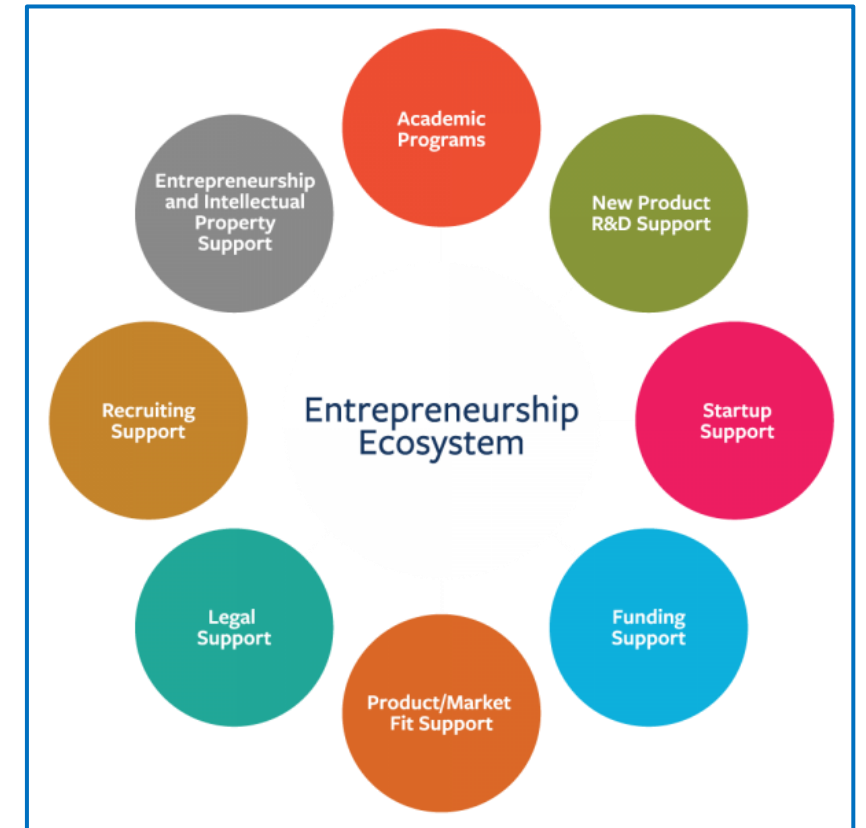 Academic
Programs
New Product
R&D Support
Startup
Support
Funding
Support
Product/Market
Fit Support
Legal
Support
Recruiting
Support
Entrepreneurship
and Intellectual
Property
Support
Entrepreneurship
Ecosystem